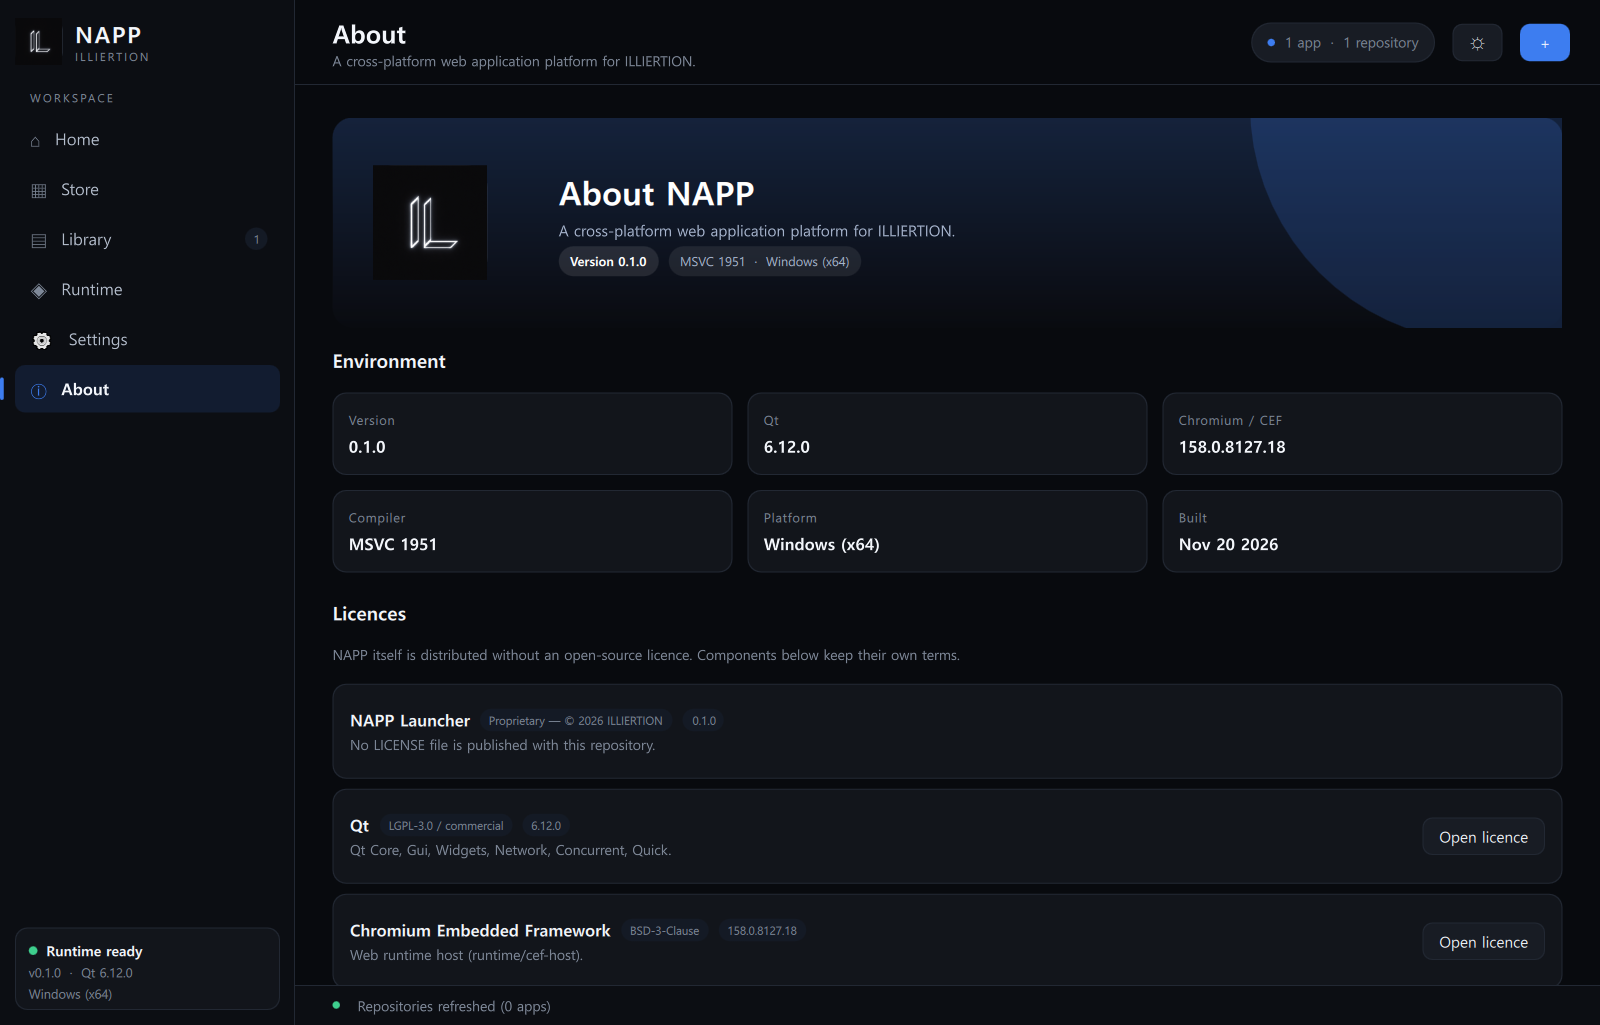 NAPP
ILLIERTION
WORKSPACE
Home
Store
Library 1
Runtime
Settings
About
Runtime ready
v0.1.0 · Qt 6.12.0
Windows (x64)
About
A cross-platform web application platform for ILLIERTION.
1 app · 1 repository
+
About NAPP
A cross-platform web application platform for ILLIERTION.
Version 0.1.0 MSVC 1951 · Windows (x64)
Environment
Version
0.1.0
Qt
6.12.0
Chromium / CEF
158.0.8127.18
Compiler
MSVC 1951
Platform
Windows (x64)
Built
Nov 20 2026
Licences
NAPP itself is distributed without an open-source licence. Components below keep their own terms.
NAPP Launcher Proprietary — © 2026 ILLIERTION 0.1.0
No LICENSE file is published with this repository.
Qt LGPL-3.0 / commercial 6.12.0
Qt Core, Gui, Widgets, Network, Concurrent, Quick.
Open licence
Chromium Embedded Framework BSD-3-Clause 158.0.8127.18
Web runtime host (runtime/cef-host).
Open licence
Repositories refreshed (0 apps)